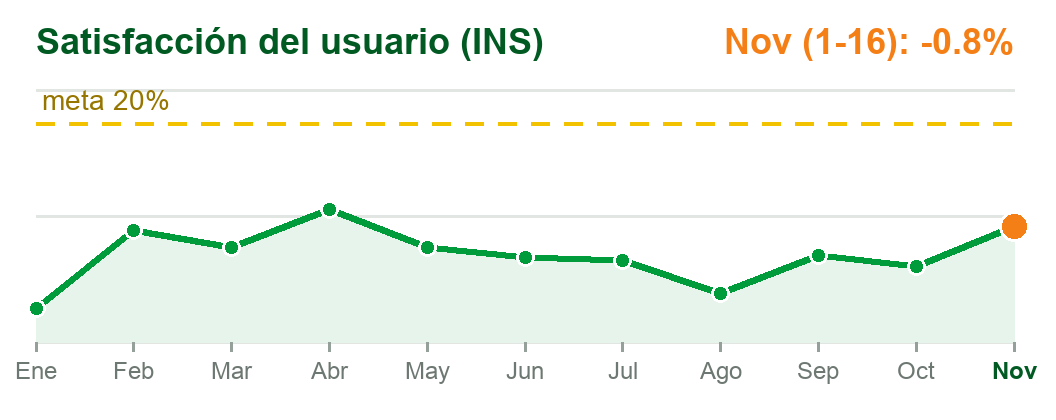 Satisfacción del usuario (INS)
Nov (1-16): -0.8%
meta 20%
Ene Feb Mar Abr May Jun Jul Ago Sep Oct Nov